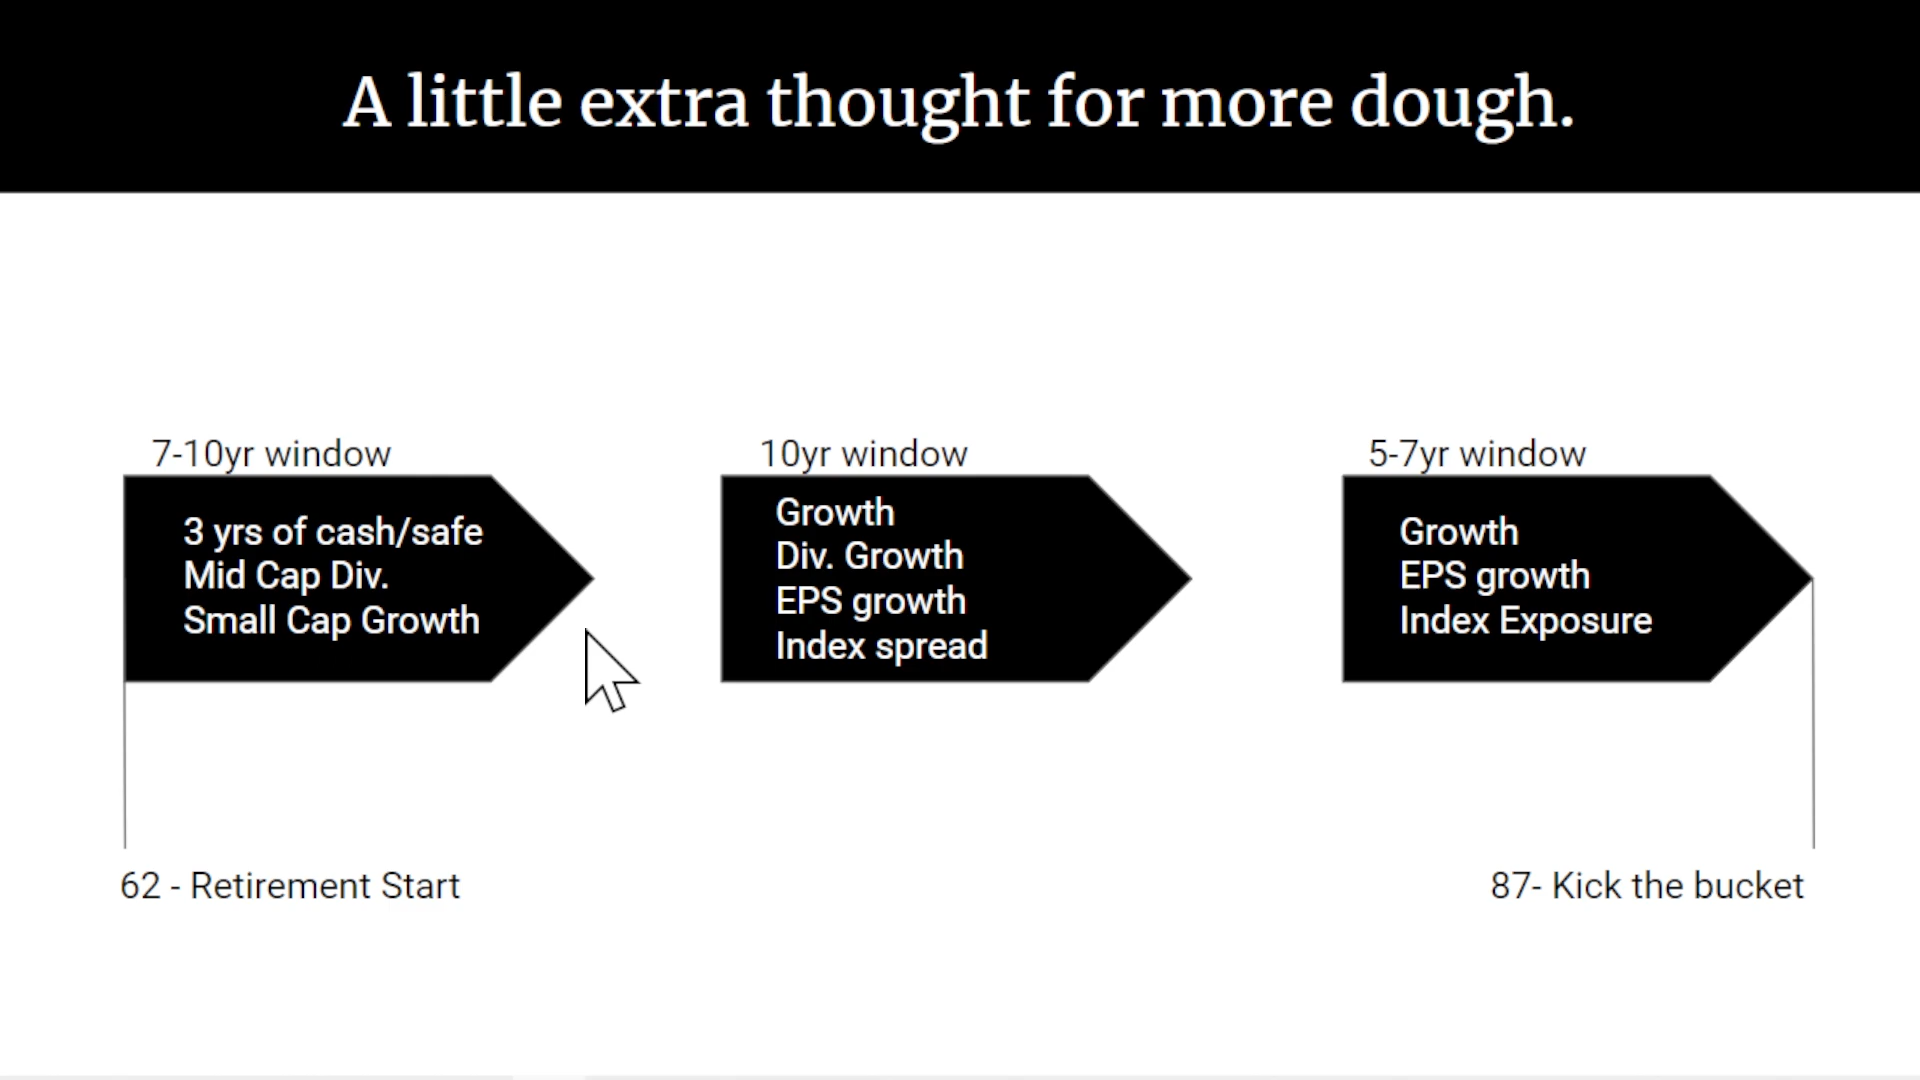 A little extra thought for more dough.
7-10yr window
3 yrs of cash/safe
Mid Cap Div.
Small Cap Growth
10yr window
Growth
Div. Growth
EPS growth
Index spread
5-7yr window
Growth
EPS growth
Index Exposure
62 - Retirement Start
87- Kick the bucket